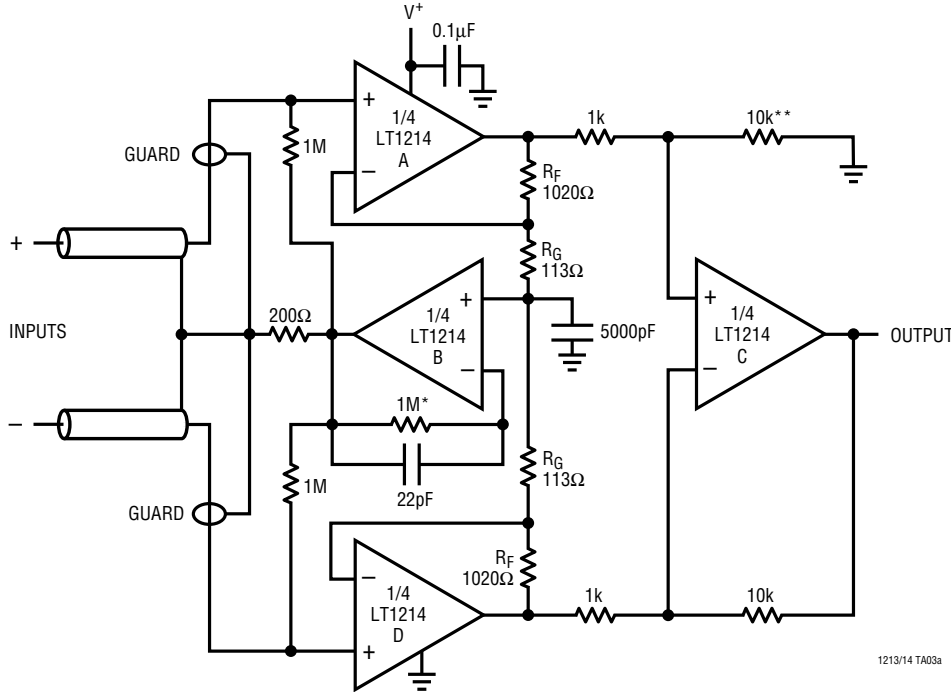 V+
0.1µF
+
1/4
LT1214
A
−
1M
GUARD
1k
10k**
RF
1020Ω
RG
113Ω
+
INPUTS
−
200Ω
+
1/4
LT1214
B
−
5000pF
+
1/4
LT1214
C
−
OUTPUT
1M*
22pF
1M
GUARD
RG
113Ω
RF
1020Ω
−
1/4
LT1214
D
+
1k
10k
1213/14 TA03a